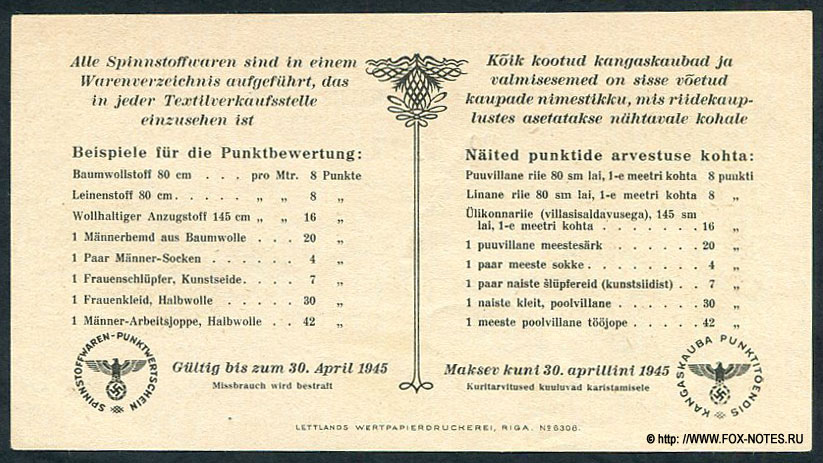 Alle Spinnstoffwaren sind in einem
Warenverzeichnis aufgeführt, das
in jeder Textilverkaufsstelle
einzusehen ist
Beispiele für die Punktbewertung:
Baumwollstoff 80 cm . . . pro Mtr. 8 Punkte
Leinenstoff 80 cm . . . . „ „ 8 „
Wollhaltiger Anzugstoff 145 cm „ „ 16 „
1 Männerhemd aus Baumwolle . . . 20 „
1 Paar Männer-Socken . . . . . 4 „
1 Frauenschlüpfer, Kunstseide . . . . 7 „
1 Frauenkleid, Halbwolle . . . . . 30 „
1 Männer-Arbeitsjoppe, Halbwolle . . 42 „
SPINNSTOFFWAREN-PUNKTWERTSCHEIN
Gültig bis zum 30. April 1945
Missbrauch wird bestraft
Kõik kootud kangaskaubad ja
valmisesemed on sisse võetud
kaupade nimestikku, mis riidekaup-
lustes asetatakse nähtavale kohale
Näited punktide arvestuse kohta:
Puuvillane riie 80 sm lai, 1-e meetri kohta 8 punkti
Linane riie 80 sm lai, 1-e meetri kohta 8 „
Ülikonnariie (villasisaldavusega), 145 sm
lai, 1-e meetri kohta . . . . . . . 16 „
1 puuvillane meestesärk . . . . . . 20 „
1 paar meeste sokke . . . . . . . 4 „
1 paar naiste šlüpfereid (kunstsiidist) . . 7 „
1 naiste kleit, poolvillane . . . . . 30 „
1 meeste poolvillane tööjope . . . . 42 „
Maksev kuni 30. aprillini 1945
Kuritarvitused kuuluvad karistamisele
KANGASKAUBA PUNKTITÕENDIS
LETTLANDS WERTPAPIERDRUCKEREI, RIGA. № 6306.
© http://WWW.FOX-NOTES.RU